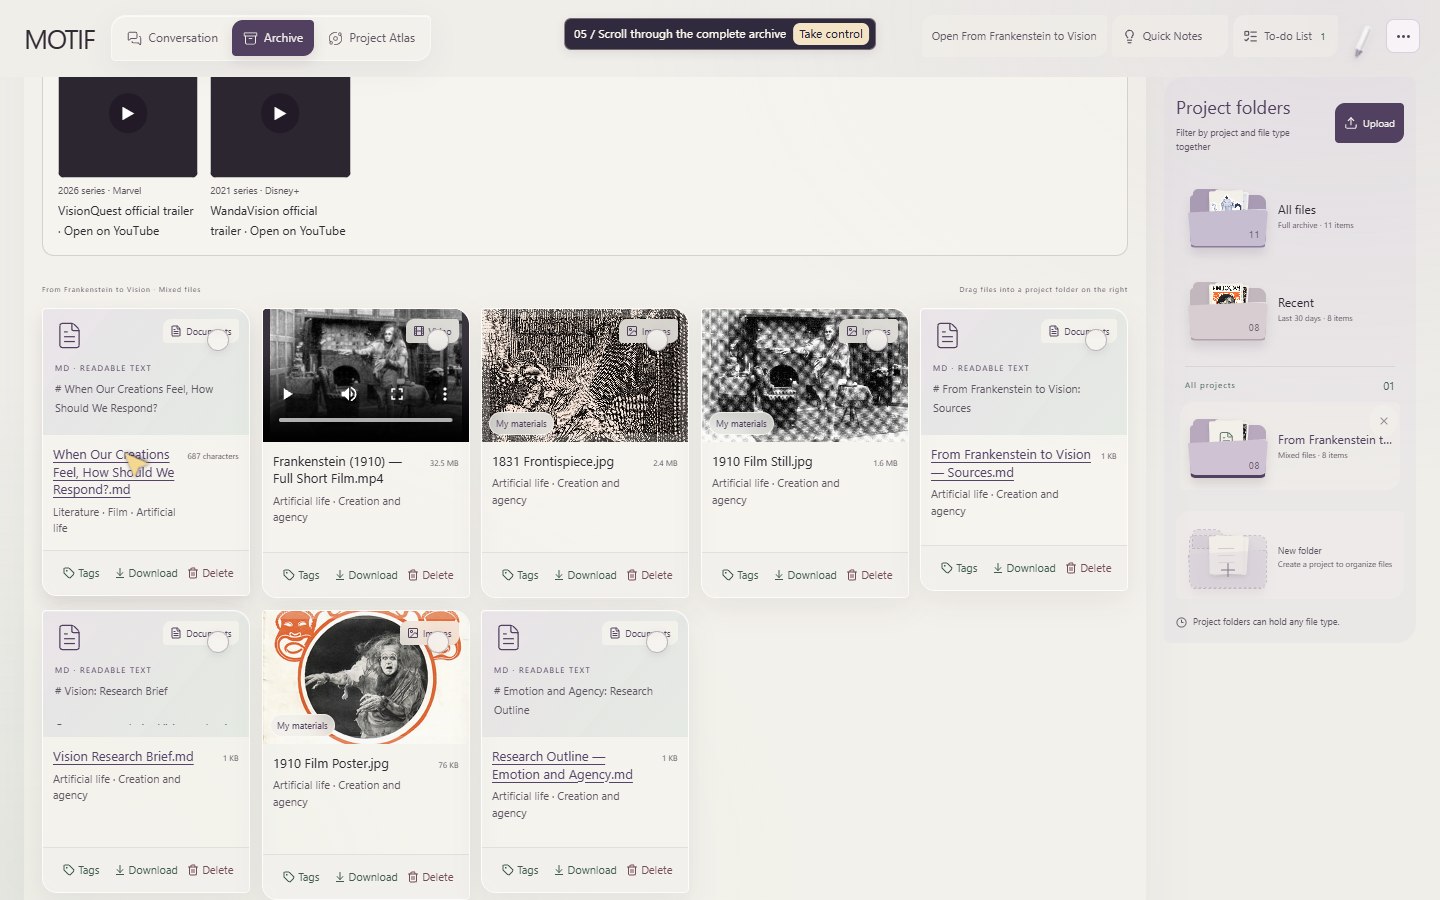 MOTIF
Conversation
Archive
Project Atlas
05 / Scroll through the complete archive
Take control
Open From Frankenstein to Vision
Quick Notes
To-do List 1
2026 series · Marvel
VisionQuest official trailer
· Open on YouTube
2021 series · Disney+
WandaVision official
trailer · Open on YouTube
From Frankenstein to Vision · Mixed files
Drag files into a project folder on the right
MD · READABLE TEXT
# When Our Creations Feel, How
Should We Respond?
When Our Creations
Feel, How Should We
Respond?.md
687 characters
Literature · Film · Artificial
life
Tags
Download
Delete
Frankenstein (1910) —
Full Short Film.mp4
32.5 MB
Artificial life · Creation and
agency
Tags
Download
Delete
My materials
1831 Frontispiece.jpg
2.4 MB
Artificial life · Creation and
agency
Tags
Download
Delete
My materials
1910 Film Still.jpg
1.6 MB
Artificial life · Creation and
agency
Tags
Download
Delete
MD · READABLE TEXT
# From Frankenstein to Vision:
Sources
From Frankenstein to Vision
— Sources.md
1 KB
Artificial life · Creation and
agency
Tags
Download
Delete
MD · READABLE TEXT
# Vision: Research Brief
Vision Research Brief.md
1 KB
Artificial life · Creation and
agency
Tags
Download
Delete
My materials
1910 Film Poster.jpg
76 KB
Artificial life · Creation and
agency
Tags
Download
Delete
MD · READABLE TEXT
# Emotion and Agency: Research
Outline
Research Outline —
Emotion and Agency.md
1 KB
Artificial life · Creation and
agency
Tags
Download
Delete
Project folders
Filter by project and file type
together
Upload
11
All files
Full archive · 11 items
08
Recent
Last 30 days · 8 items
All projects
01
08
From Frankenstein t...
Mixed files · 8 items
New folder
Create a project to organize files
Project folders can hold any file type.